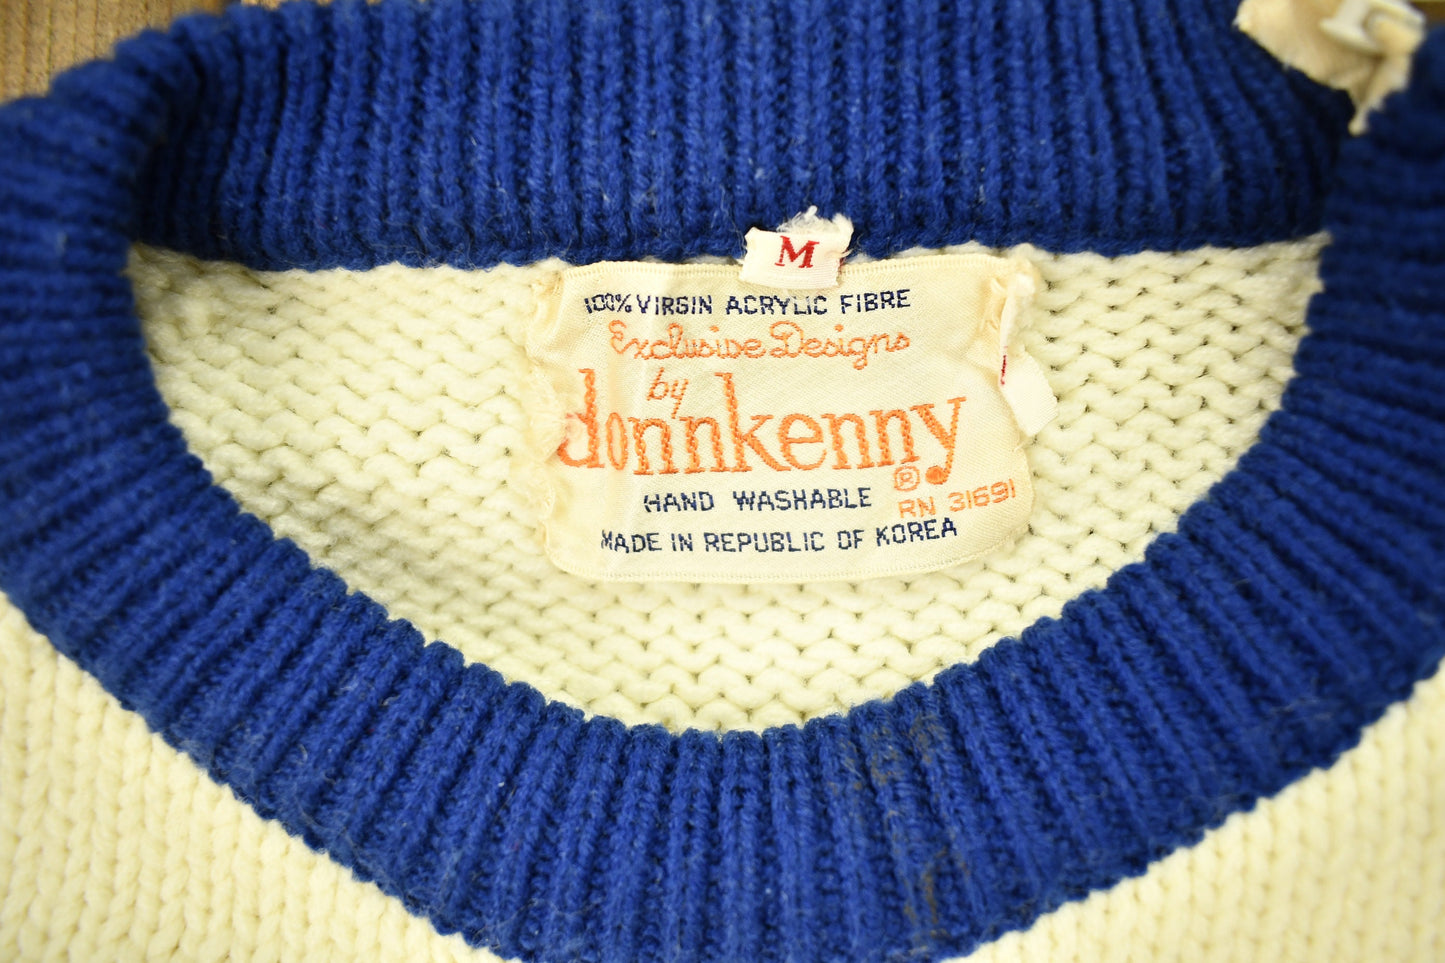 M
100% VIRGIN ACRYLIC FIBRE
Exclusive Designs
by
donnkenny
®
HAND WASHABLE
RN 31691
MADE IN REPUBLIC OF KOREA